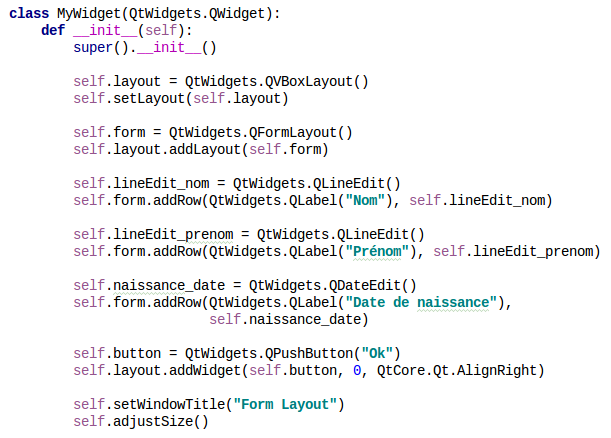 class MyWidget(QtWidgets.QWidget):
    def __init__(self):
        super().__init__()

        self.layout = QtWidgets.QVBoxLayout()
        self.setLayout(self.layout)

        self.form = QtWidgets.QFormLayout()
        self.layout.addLayout(self.form)

        self.lineEdit_nom = QtWidgets.QLineEdit()
        self.form.addRow(QtWidgets.QLabel("Nom"), self.lineEdit_nom)

        self.lineEdit_prenom = QtWidgets.QLineEdit()
        self.form.addRow(QtWidgets.QLabel("Prénom"), self.lineEdit_prenom)

        self.naissance_date = QtWidgets.QDateEdit()
        self.form.addRow(QtWidgets.QLabel("Date de naissance"),
                         self.naissance_date)

        self.button = QtWidgets.QPushButton("Ok")
        self.layout.addWidget(self.button, 0, QtCore.Qt.AlignRight)

        self.setWindowTitle("Form Layout")
        self.adjustSize()